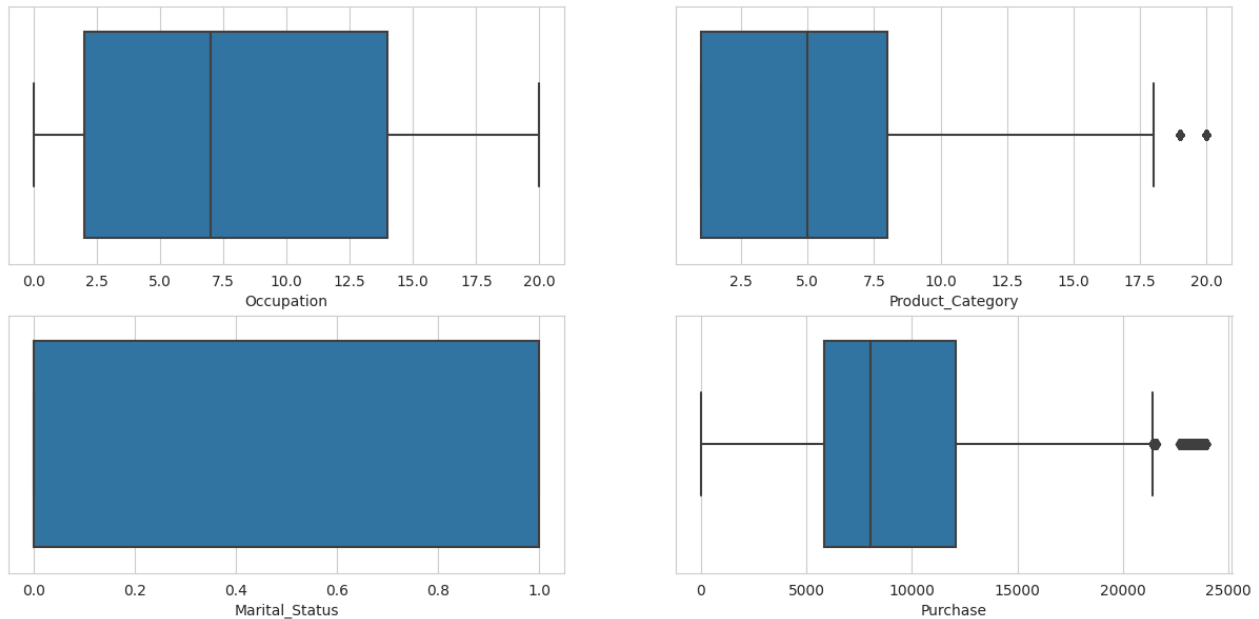 0.0 2.5 5.0 7.5 10.0 12.5 15.0 17.5 20.0
Occupation
2.5 5.0 7.5 10.0 12.5 15.0 17.5 20.0
Product_Category
0.0 0.2 0.4 0.6 0.8 1.0
Marital_Status
0 5000 10000 15000 20000 25000
Purchase